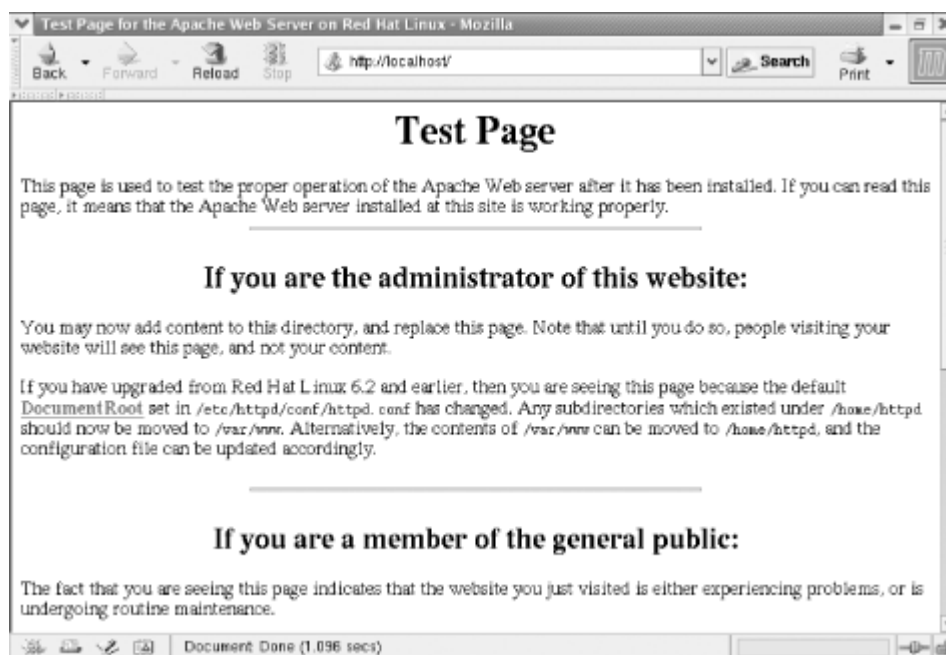 Test Page for the Apache Web Server on Red Hat Linux - Mozilla
Back Forward Reload Stop http://localhost/ Search Print
Test Page
This page is used to test the proper operation of the Apache Web server after it has been installed. If you can read this
page, it means that the Apache Web server installed at this site is working properly.
If you are the administrator of this website:
You may now add content to this directory, and replace this page. Note that until you do so, people visiting your
website will see this page, and not your content.
If you have upgraded from Red Hat Linux 6.2 and earlier, then you are seeing this page because the default
DocumentRoot set in /etc/httpd/conf/httpd.conf has changed. Any subdirectories which existed under /home/httpd
should now be moved to /var/www. Alternatively, the contents of /var/www can be moved to /home/httpd, and the
configuration file can be updated accordingly.
If you are a member of the general public:
The fact that you are seeing this page indicates that the website you just visited is either experiencing problems, or is
undergoing routine maintenance.
Document: Done (1.096 secs)